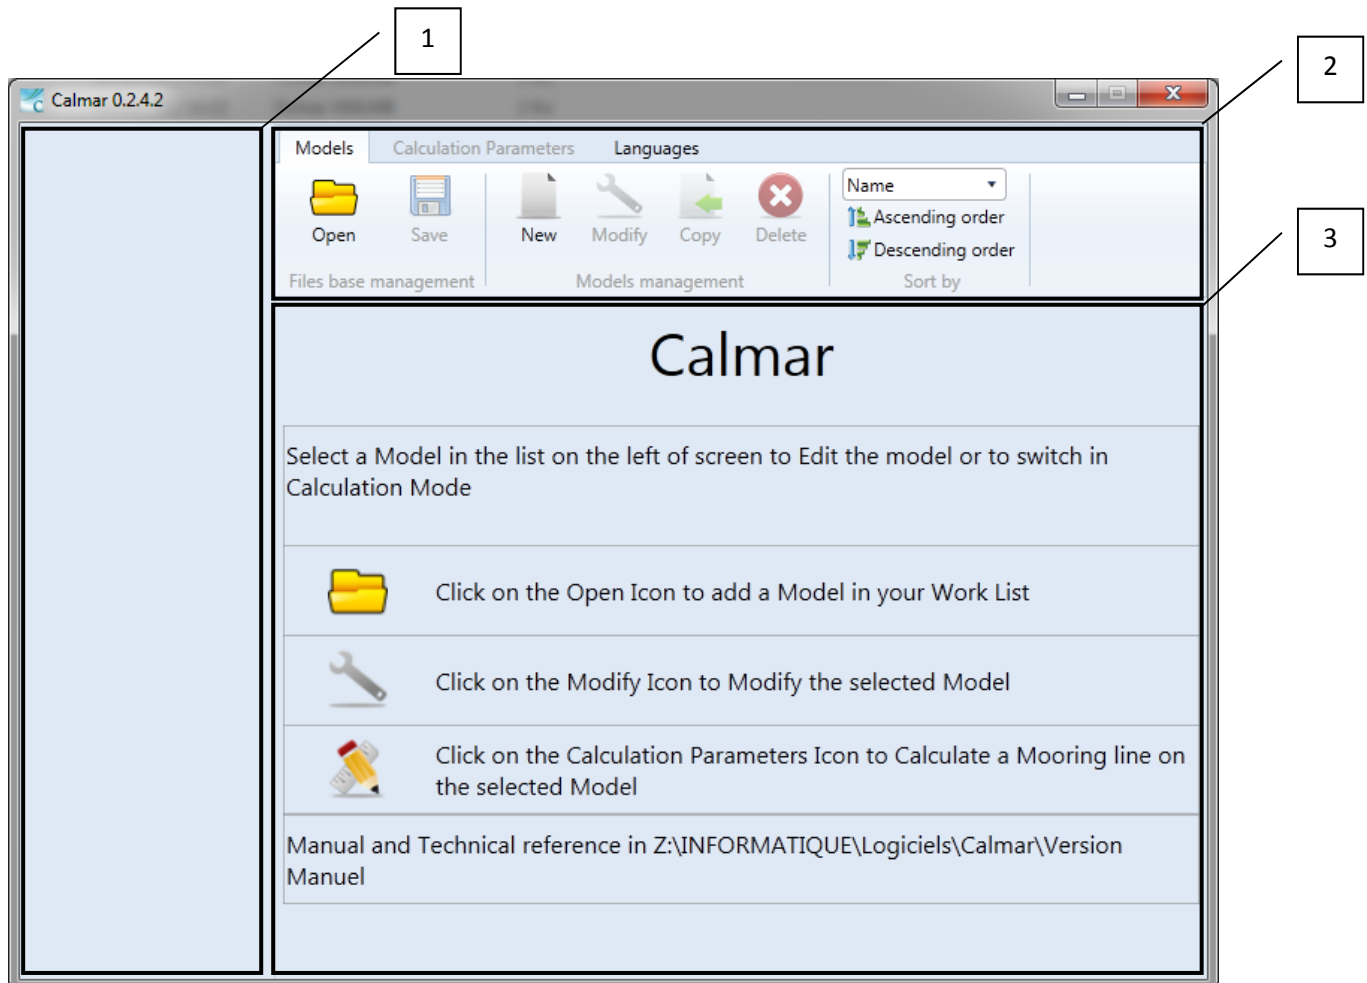 1
2
Calmar 0.2.4.2
Models Calculation Parameters Languages
Name
Ascending order
Descending order
Open Save New Modify Copy Delete
Files base management Models management Sort by
3
Calmar
Select a Model in the list on the left of screen to Edit the model or to switch in
Calculation Mode
Click on the Open Icon to add a Model in your Work List
Click on the Modify Icon to Modify the selected Model
Click on the Calculation Parameters Icon to Calculate a Mooring line on
the selected Model
Manual and Technical reference in Z:\INFORMATIQUE\Logiciels\Calmar\Version
Manuel